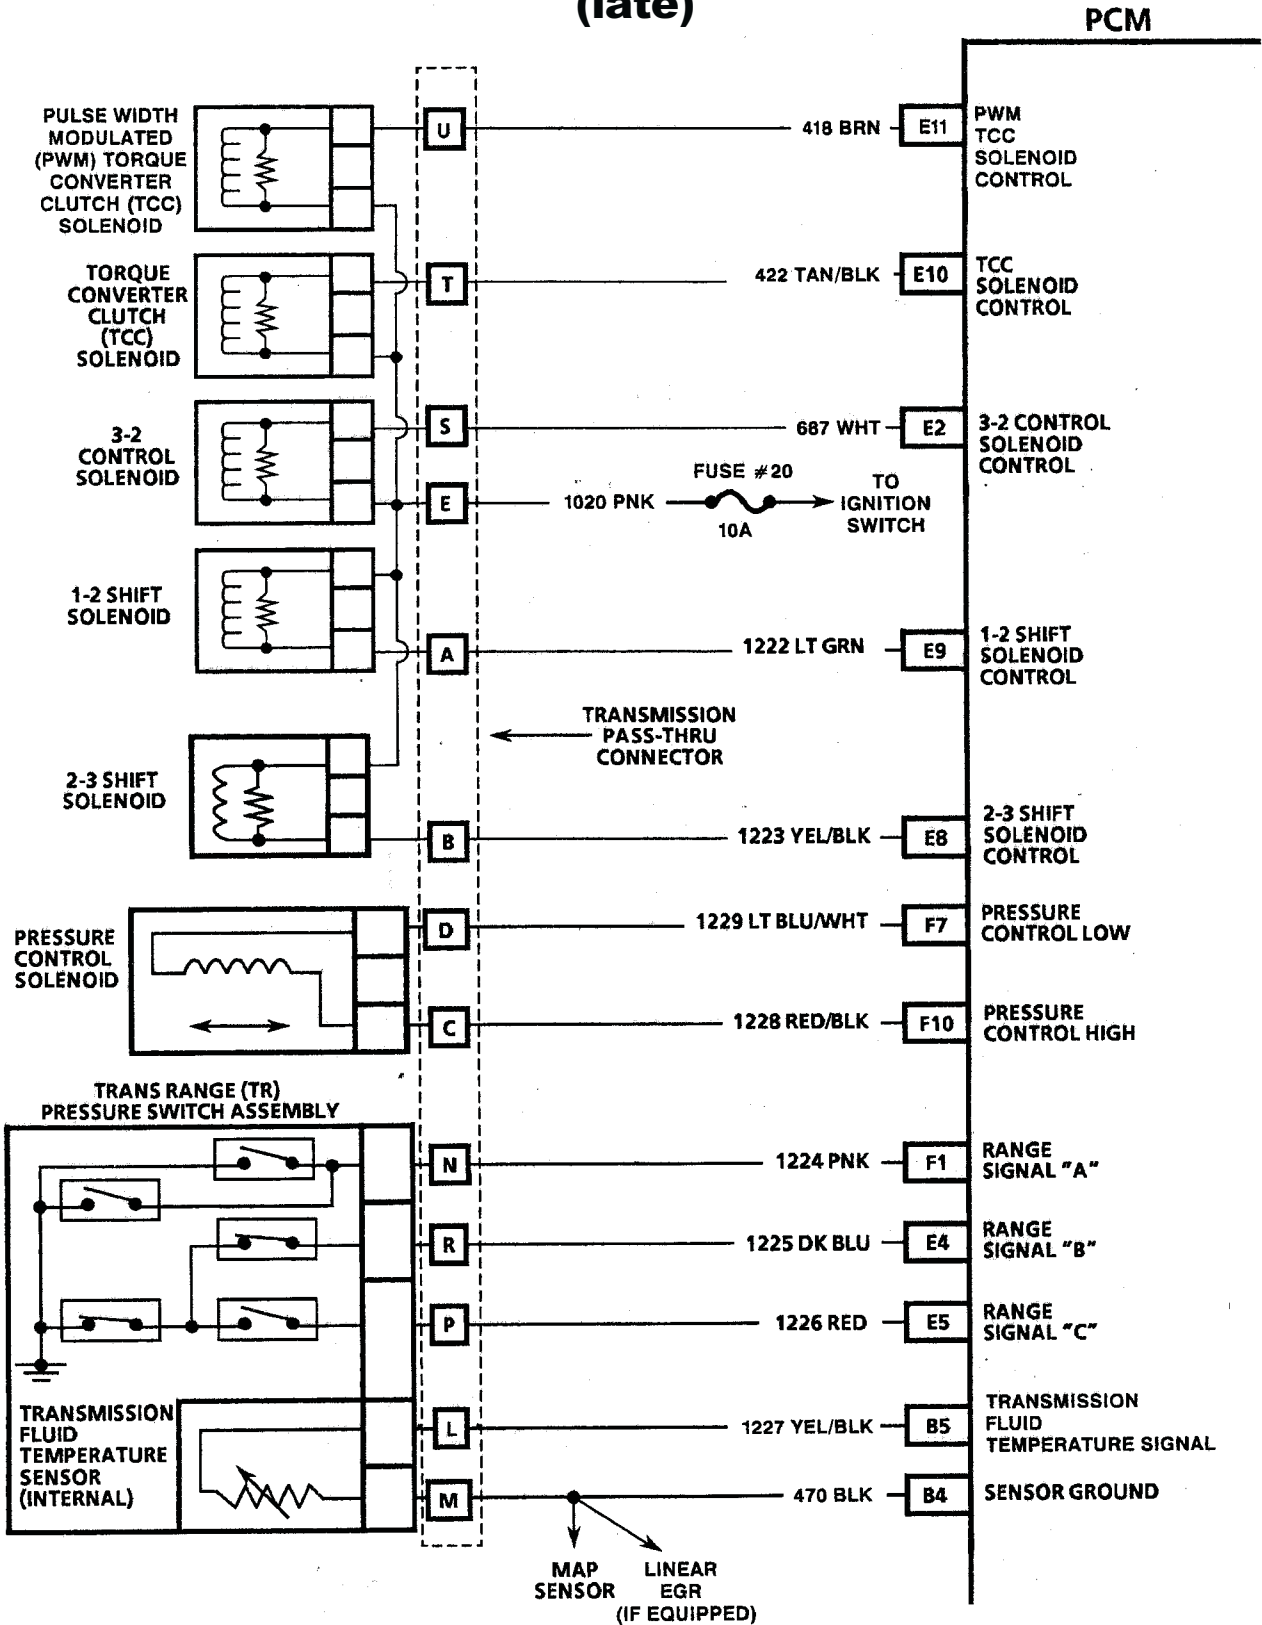 (late)
PCM
PULSE WIDTH
MODULATED
(PWM) TORQUE
CONVERTER
CLUTCH (TCC)
SOLENOID
U
418 BRN
E11
PWM
TCC
SOLENOID
CONTROL
TORQUE
CONVERTER
CLUTCH
(TCC)
SOLENOID
T
422 TAN/BLK
E10
TCC
SOLENOID
CONTROL
3-2
CONTROL
SOLENOID
S
687 WHT
E2
3-2 CONTROL
SOLENOID
CONTROL
E
1020 PNK
FUSE #20
10A
TO
IGNITION
SWITCH
1-2 SHIFT
SOLENOID
A
1222 LT GRN
E9
1-2 SHIFT
SOLENOID
CONTROL
TRANSMISSION
PASS-THRU
CONNECTOR
2-3 SHIFT
SOLENOID
B
1223 YEL/BLK
E8
2-3 SHIFT
SOLENOID
CONTROL
PRESSURE
CONTROL
SOLENOID
D
1229 LT BLU/WHT
F7
PRESSURE
CONTROL LOW
C
1228 RED/BLK
F10
PRESSURE
CONTROL HIGH
TRANS RANGE (TR)
PRESSURE SWITCH ASSEMBLY
N
1224 PNK
F1
RANGE
SIGNAL "A"
R
1225 DK BLU
E4
RANGE
SIGNAL "B"
P
1226 RED
E5
RANGE
SIGNAL "C"
TRANSMISSION
FLUID
TEMPERATURE
SENSOR
(INTERNAL)
L
1227 YEL/BLK
B5
TRANSMISSION
FLUID
TEMPERATURE SIGNAL
M
470 BLK
B4
SENSOR GROUND
MAP
SENSOR
LINEAR
EGR
(IF EQUIPPED)